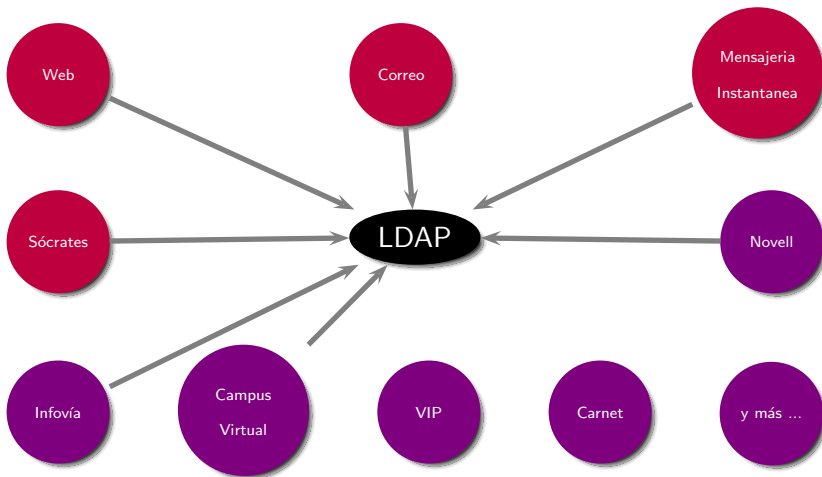 Web
Correo
Mensajeria
Instantanea
Sócrates
LDAP
Novell
Infovía
Campus
Virtual
VIP
Carnet
y más ...